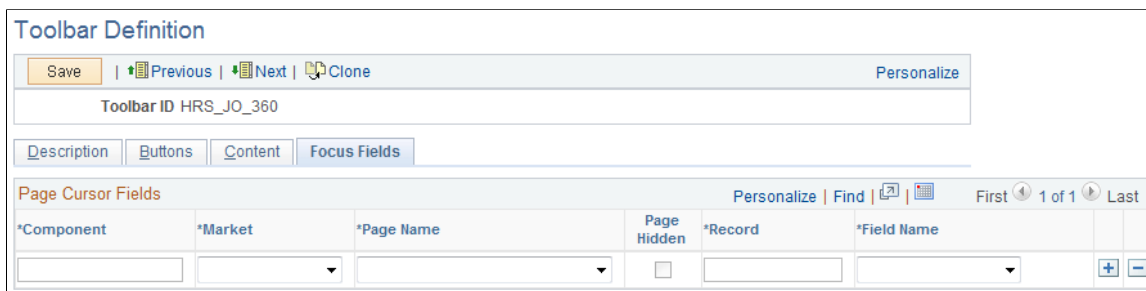 Toolbar Definition
Save | Previous | Next | Clone Personalize
Toolbar ID HRS_JO_360
Description Buttons Content Focus Fields
Page Cursor Fields Personalize | Find | | First 1 of 1 Last
*Component *Market *Page Name Page Hidden *Record *Field Name